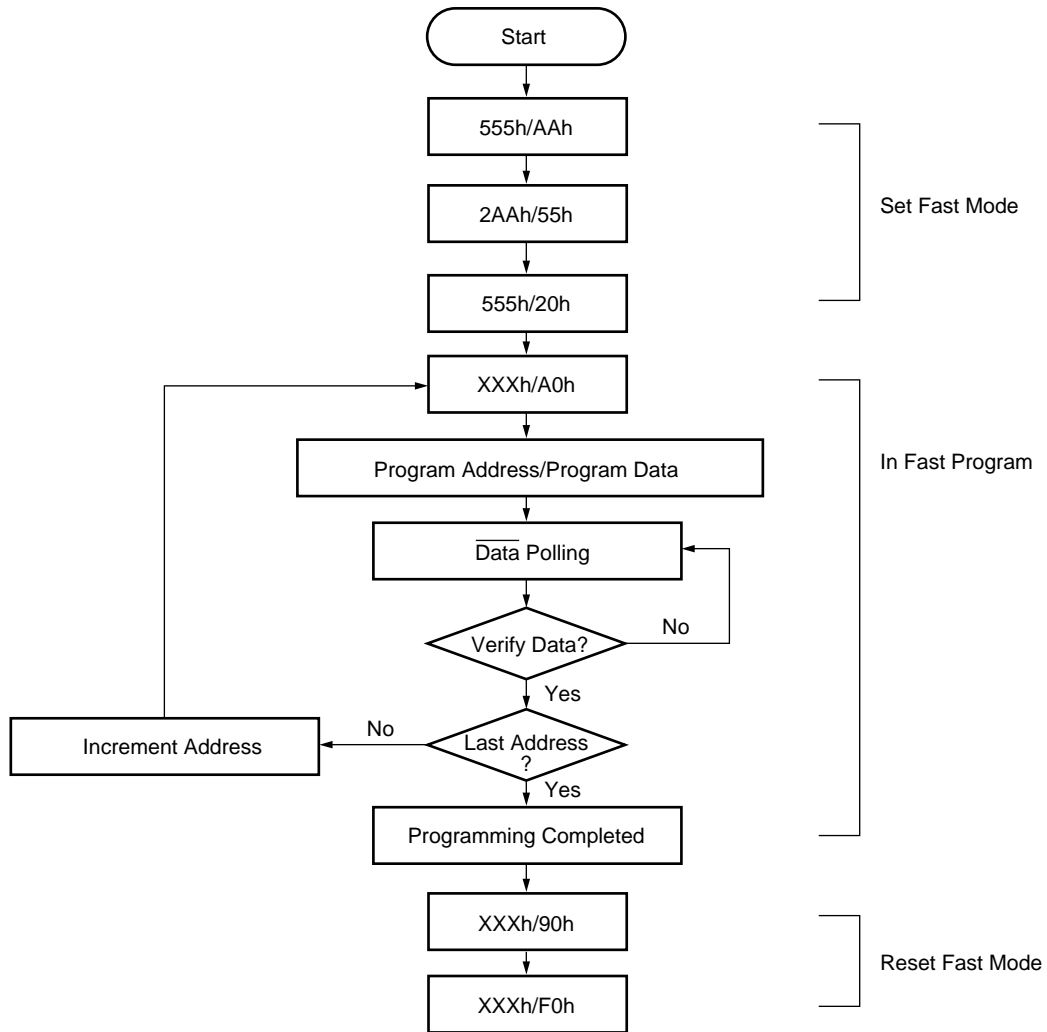 Start
555h/AAh
2AAh/55h
Set Fast Mode
555h/20h
XXXh/A0h
Program Address/Program Data
In Fast Program
Data Polling
Verify Data?
No
Yes
Increment Address
No
Last Address
?
Yes
Programming Completed
XXXh/90h
Reset Fast Mode
XXXh/F0h